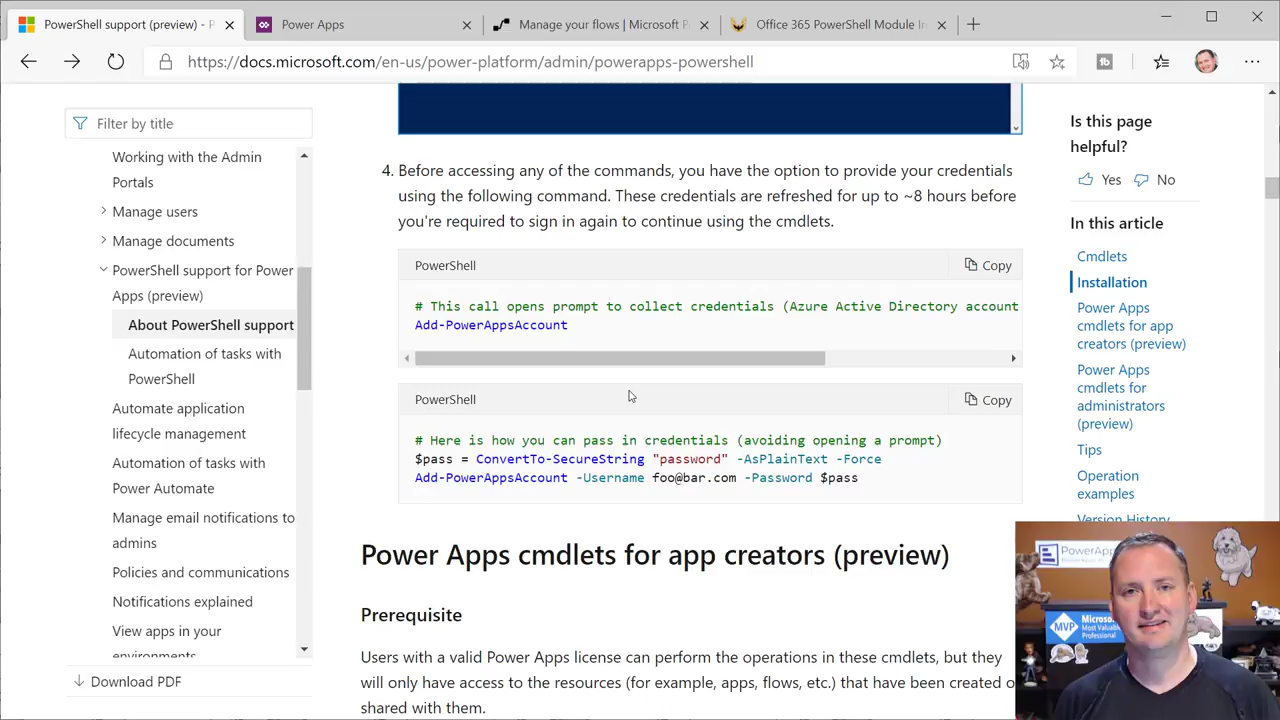 PowerShell support (preview) - P
Power Apps
Manage your flows | Microsoft P
Office 365 PowerShell Module In
https://docs.microsoft.com/en-us/power-platform/admin/powerapps-powershell
Filter by title
Working with the Admin
Portals
Manage users
Manage documents
PowerShell support for Power
Apps (preview)
About PowerShell support
Automation of tasks with
PowerShell
Automate application
lifecycle management
Automation of tasks with
Power Automate
Manage email notifications to
admins
Policies and communications
Notifications explained
View apps in your
environments
Download PDF
4. Before accessing any of the commands, you have the option to provide your credentials
using the following command. These credentials are refreshed for up to ~8 hours before
you're required to sign in again to continue using the cmdlets.
PowerShell
Copy
# This call opens prompt to collect credentials (Azure Active Directory account
Add-PowerAppsAccount
PowerShell
Copy
# Here is how you can pass in credentials (avoiding opening a prompt)
$pass = ConvertTo-SecureString "password" -AsPlainText -Force
Add-PowerAppsAccount -Username foo@bar.com -Password $pass
Power Apps cmdlets for app creators (preview)
Prerequisite
Users with a valid Power Apps license can perform the operations in these cmdlets, but they
will only have access to the resources (for example, apps, flows, etc.) that have been created o
shared with them.
Is this page
helpful?
Yes
No
In this article
Cmdlets
Installation
Power Apps
cmdlets for app
creators (preview)
Power Apps
cmdlets for
administrators
(preview)
Tips
Operation
examples
Version History
PowerApp
MVP
Micros
Most Valuable
Professional